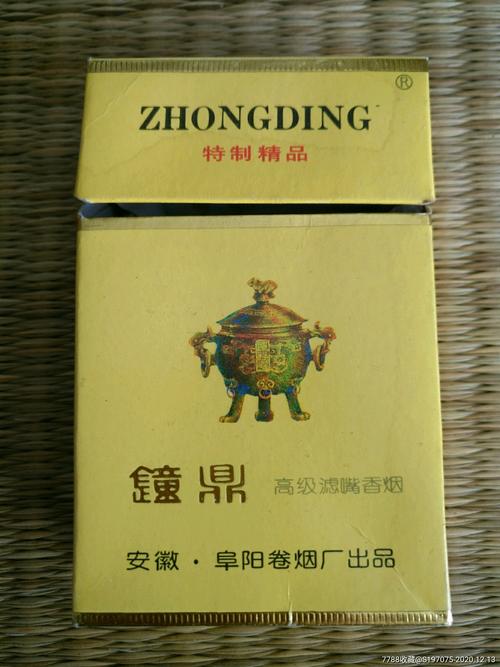 ®
ZHONGDING
特制精品
鐘鼎 高级滤嘴香烟
安徽·阜阳卷烟厂出品
7788收藏@S197075-2020.12.13